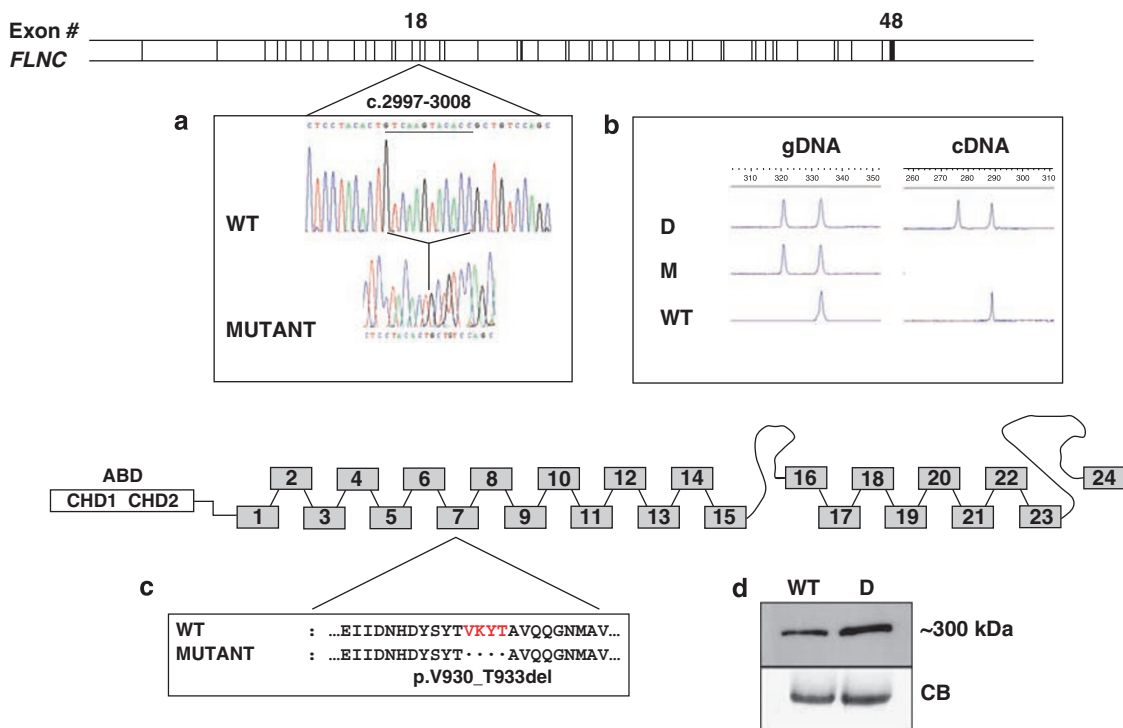 Exon #
18
48
FLNC
c.2997-3008
a
CTCCTACACTGTCAAGTACACCGCTGTCCAGC
WT
MUTANT
CTCCTACACTGCTGTCCAGC
b
gDNA
cDNA
310 320 330 340 350
260 270 280 290 300 310
D
M
WT
ABD
CHD1 CHD2
2 4 6 8 10 12 14 16 18 20 22 24
1 3 5 7 9 11 13 15 17 19 21 23
c
WT : …EIIDNHDYSYTVKYTAVQQGNMAV…
MUTANT : …EIIDNHDYSYT····AVQQGNMAV…
p.V930_T933del
d
WT D
~300 kDa
CB